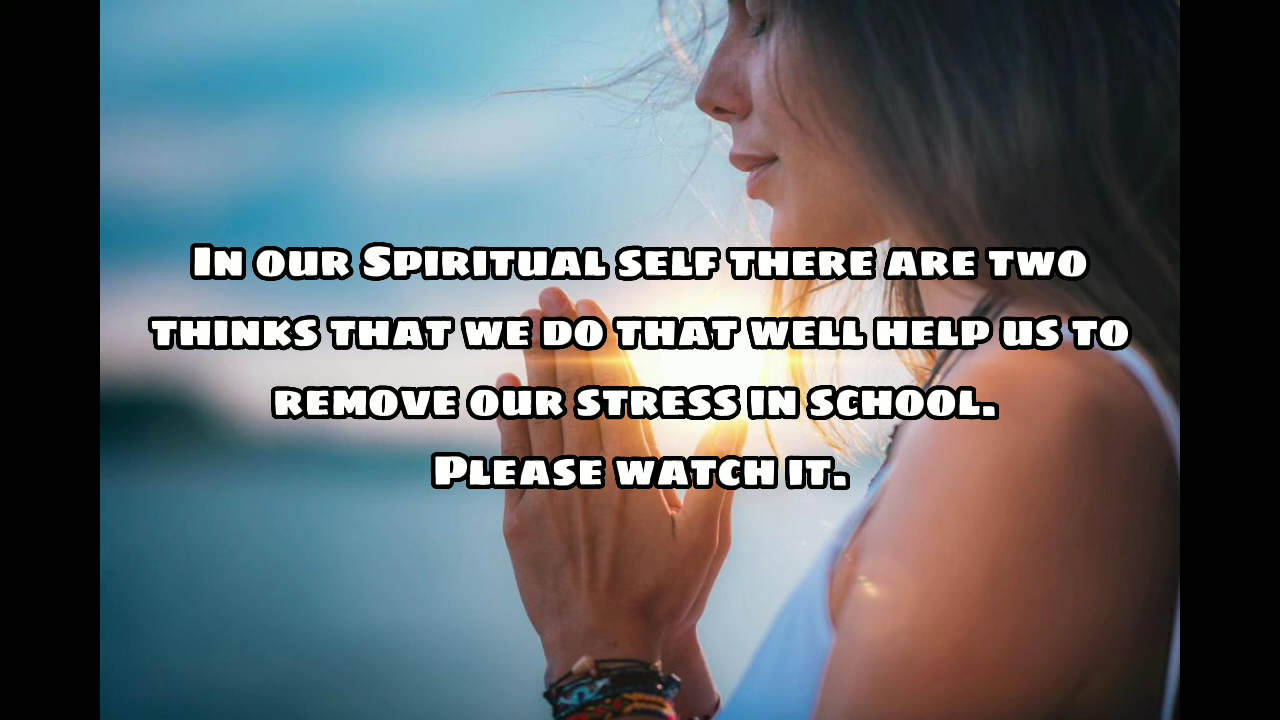 In our Spiritual self there are two
thinks that we do that well help us to
remove our stress in school.
Please watch it.